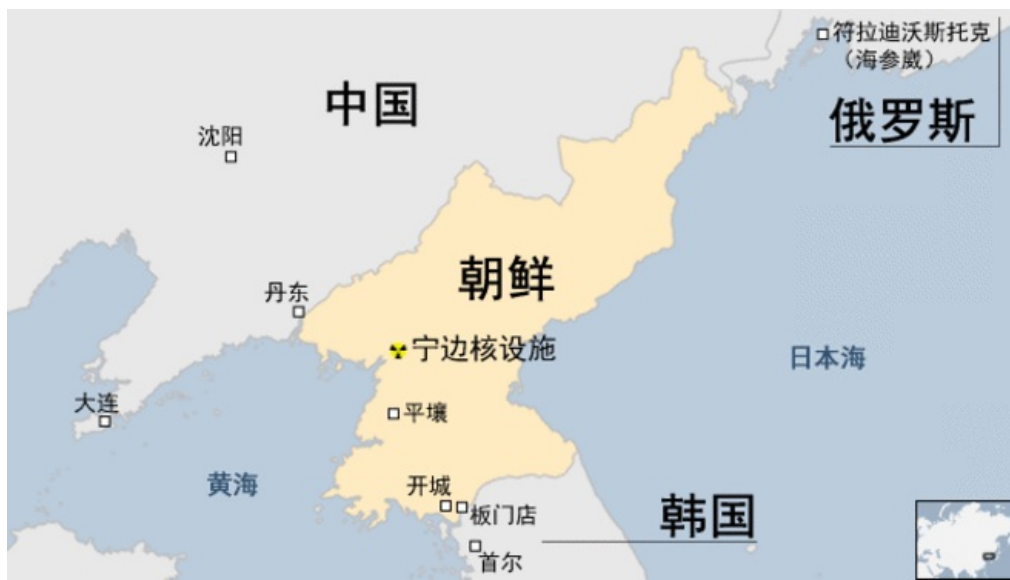 符拉迪沃斯托克
（海参崴）
中国
俄罗斯
沈阳
朝鲜
丹东
宁边核设施
日本海
大连
平壤
黄海
开城
板门店
韩国
首尔